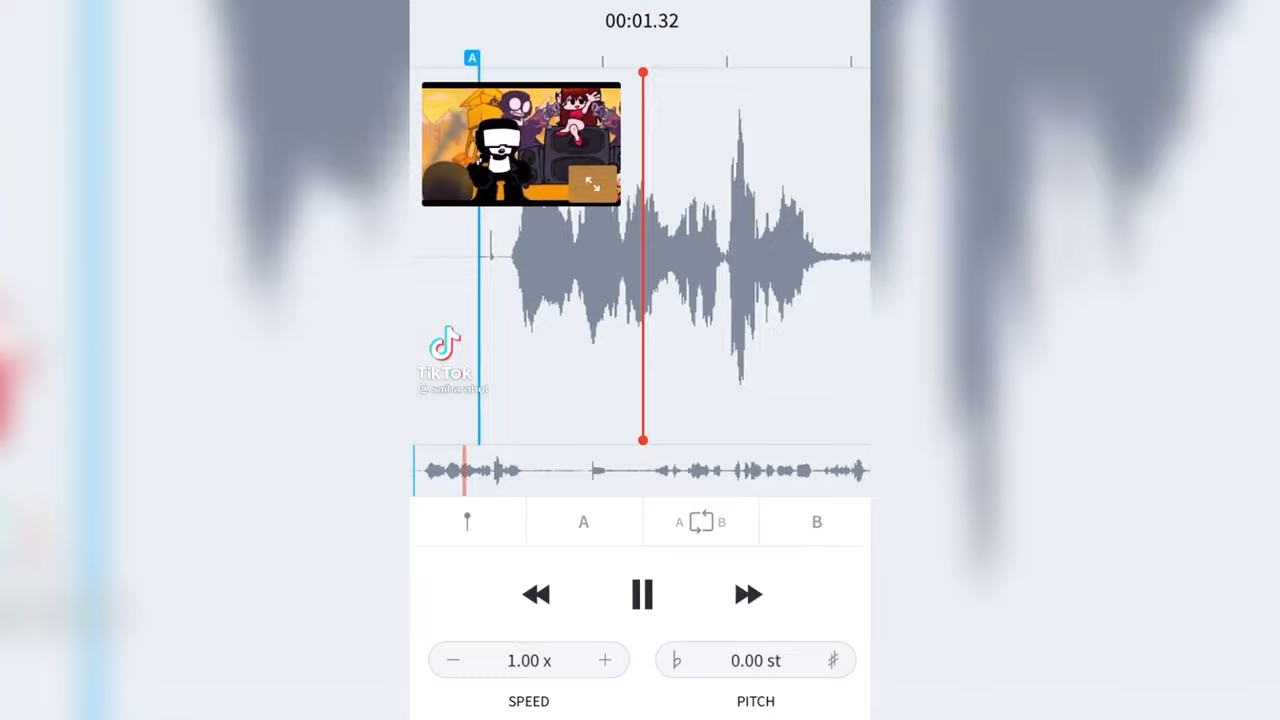 00:01.32
A
TikTok
A
A B
B
1.00 x
0.00 st
SPEED
PITCH